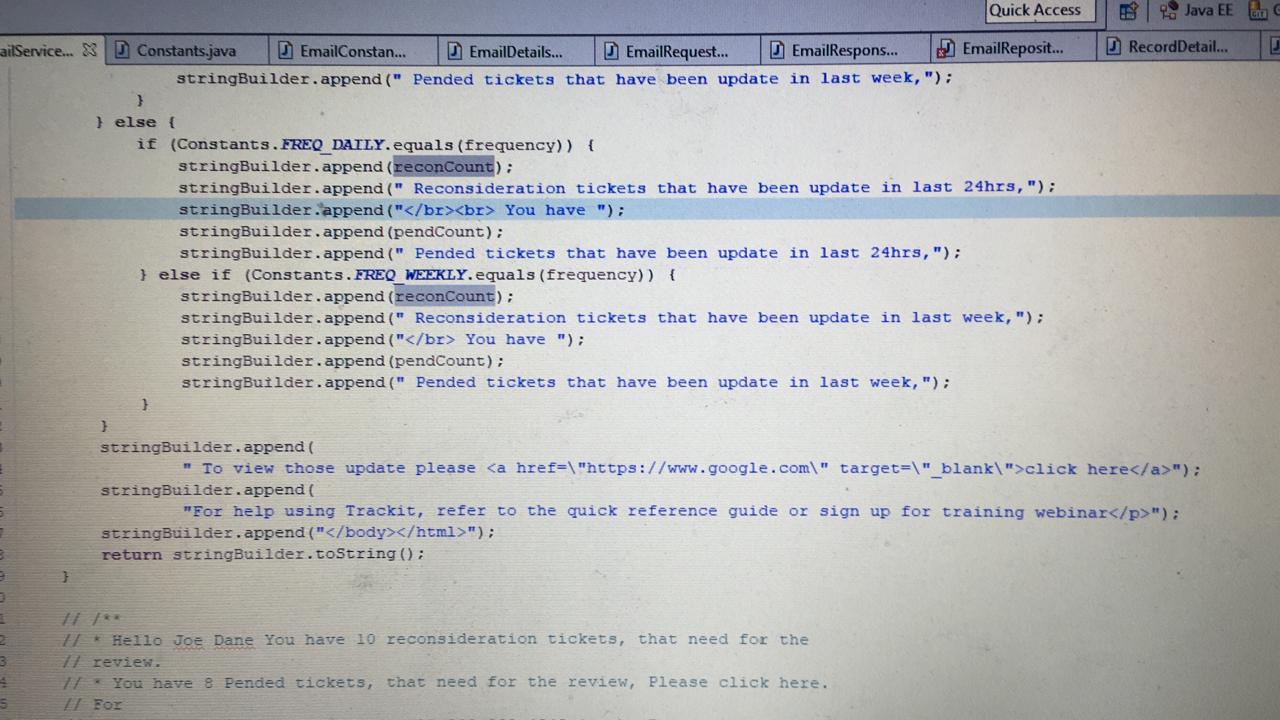 Quick Access
Java EE
ailService...
Constants.java
EmailConstan...
EmailDetails...
EmailRequest...
EmailRespons...
EmailReposit...
RecordDetail...
stringBuilder.append(" Pended tickets that have been update in last week,");
}
} else {
if (Constants.FREQ_DAILY.equals(frequency)) {
stringBuilder.append(reconCount);
stringBuilder.append(" Reconsideration tickets that have been update in last 24hrs,");
stringBuilder.append("</br><br> You have ");
stringBuilder.append(pendCount);
stringBuilder.append(" Pended tickets that have been update in last 24hrs,");
} else if (Constants.FREQ_WEEKLY.equals(frequency)) {
stringBuilder.append(reconCount);
stringBuilder.append(" Reconsideration tickets that have been update in last week,");
stringBuilder.append("</br> You have ");
stringBuilder.append(pendCount);
stringBuilder.append(" Pended tickets that have been update in last week,");
}
}
stringBuilder.append(
" To view those update please <a href=\"https://www.google.com\" target=\"_blank\">click here</a>");
stringBuilder.append(
"For help using Trackit, refer to the quick reference guide or sign up for training webinar</p>");
stringBuilder.append("</body></html>");
return stringBuilder.toString();
}
// /**
// * Hello Joe Dane You have 10 reconsideration tickets, that need for the
// review.
// * You have 8 Pended tickets, that need for the review, Please click here.
// For